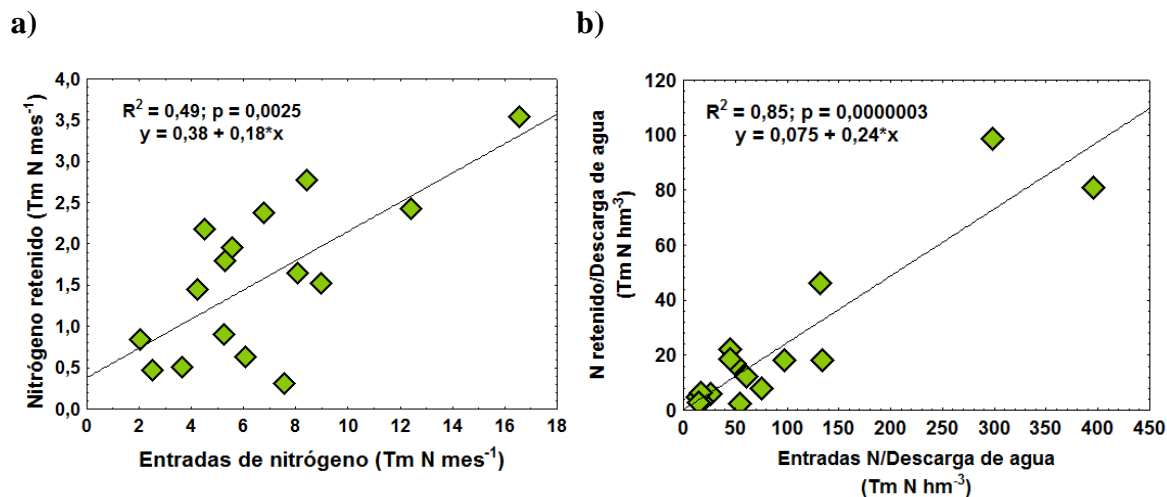 a)
R² = 0,49; p = 0,0025
y = 0,38 + 0,18*x
Nitrógeno retenido (Tm N mes⁻¹)
4,0
3,5
3,0
2,5
2,0
1,5
1,0
0,5
0,0
0 2 4 6 8 10 12 14 16 18
Entradas de nitrógeno (Tm N mes⁻¹)
b)
R² = 0,85; p = 0,0000003
y = 0,075 + 0,24*x
N retenido/Descarga de agua
(Tm N hm⁻³)
120
100
80
60
40
20
0
0 50 100 150 200 250 300 350 400 450
Entradas N/Descarga de agua
(Tm N hm⁻³)